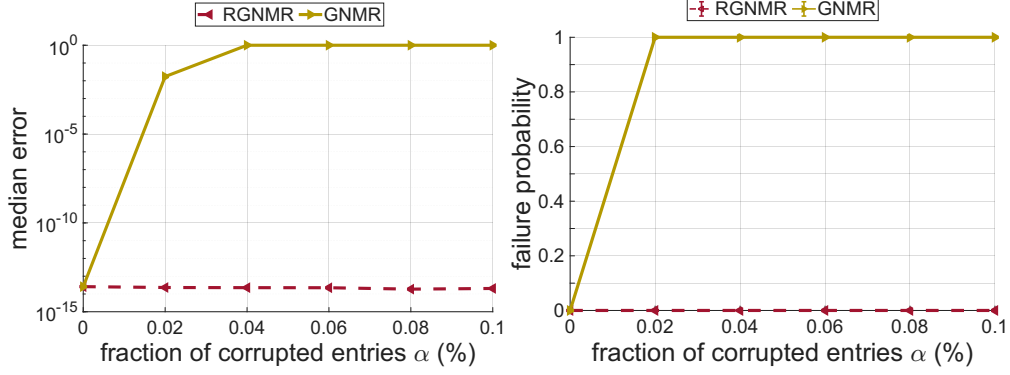 RGNMR GNMR
median error
10^0
10^-5
10^-10
10^-15
0 0.02 0.04 0.06 0.08 0.1
fraction of corrupted entries α (%)
RGNMR GNMR
failure probability
1
0.8
0.6
0.4
0.2
0
0 0.02 0.04 0.06 0.08 0.1
fraction of corrupted entries α (%)